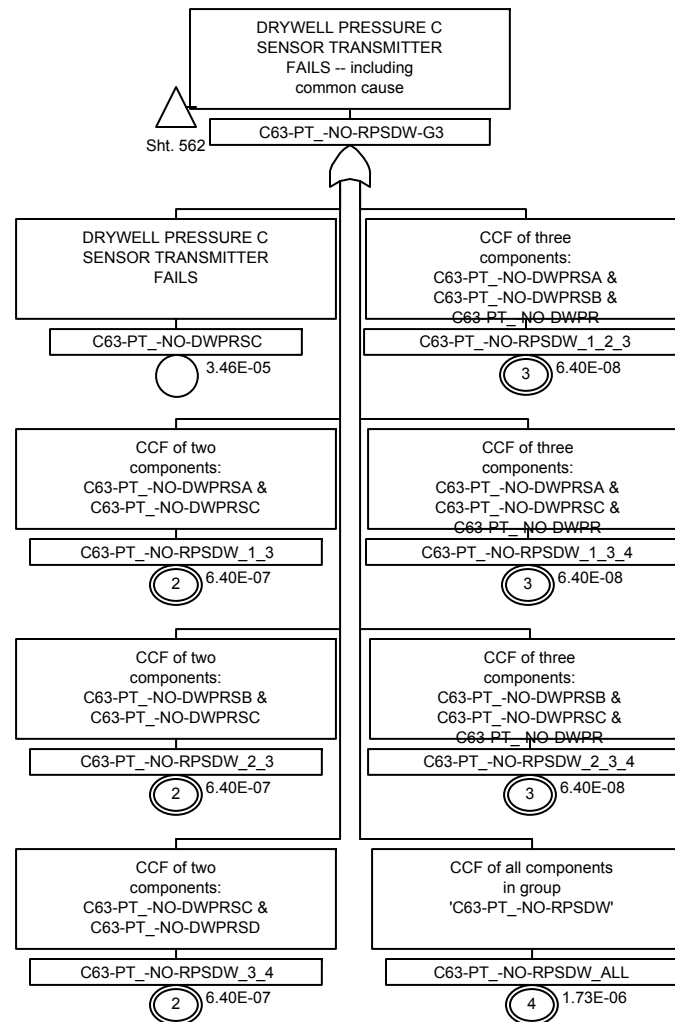 DRYWELL PRESSURE C
SENSOR TRANSMITTER
FAILS -- including
common cause
Sht. 562
C63-PT_-NO-RPSDW-G3
DRYWELL PRESSURE C
SENSOR TRANSMITTER
FAILS
C63-PT_-NO-DWPRSC
3.46E-05
CCF of three
components:
C63-PT_-NO-DWPRSA &
C63-PT_-NO-DWPRSB &
C63-PT_-NO-DWPR
C63-PT_-NO-RPSDW_1_2_3
3
6.40E-08
CCF of two
components:
C63-PT_-NO-DWPRSA &
C63-PT_-NO-DWPRSC
C63-PT_-NO-RPSDW_1_3
2
6.40E-07
CCF of three
components:
C63-PT_-NO-DWPRSA &
C63-PT_-NO-DWPRSC &
C63-PT_-NO-DWPR
C63-PT_-NO-RPSDW_1_3_4
3
6.40E-08
CCF of two
components:
C63-PT_-NO-DWPRSB &
C63-PT_-NO-DWPRSC
C63-PT_-NO-RPSDW_2_3
2
6.40E-07
CCF of three
components:
C63-PT_-NO-DWPRSB &
C63-PT_-NO-DWPRSC &
C63-PT_-NO-DWPR
C63-PT_-NO-RPSDW_2_3_4
3
6.40E-08
CCF of two
components:
C63-PT_-NO-DWPRSC &
C63-PT_-NO-DWPRSD
C63-PT_-NO-RPSDW_3_4
2
6.40E-07
CCF of all components
in group
'C63-PT_-NO-RPSDW'
C63-PT_-NO-RPSDW_ALL
4
1.73E-06